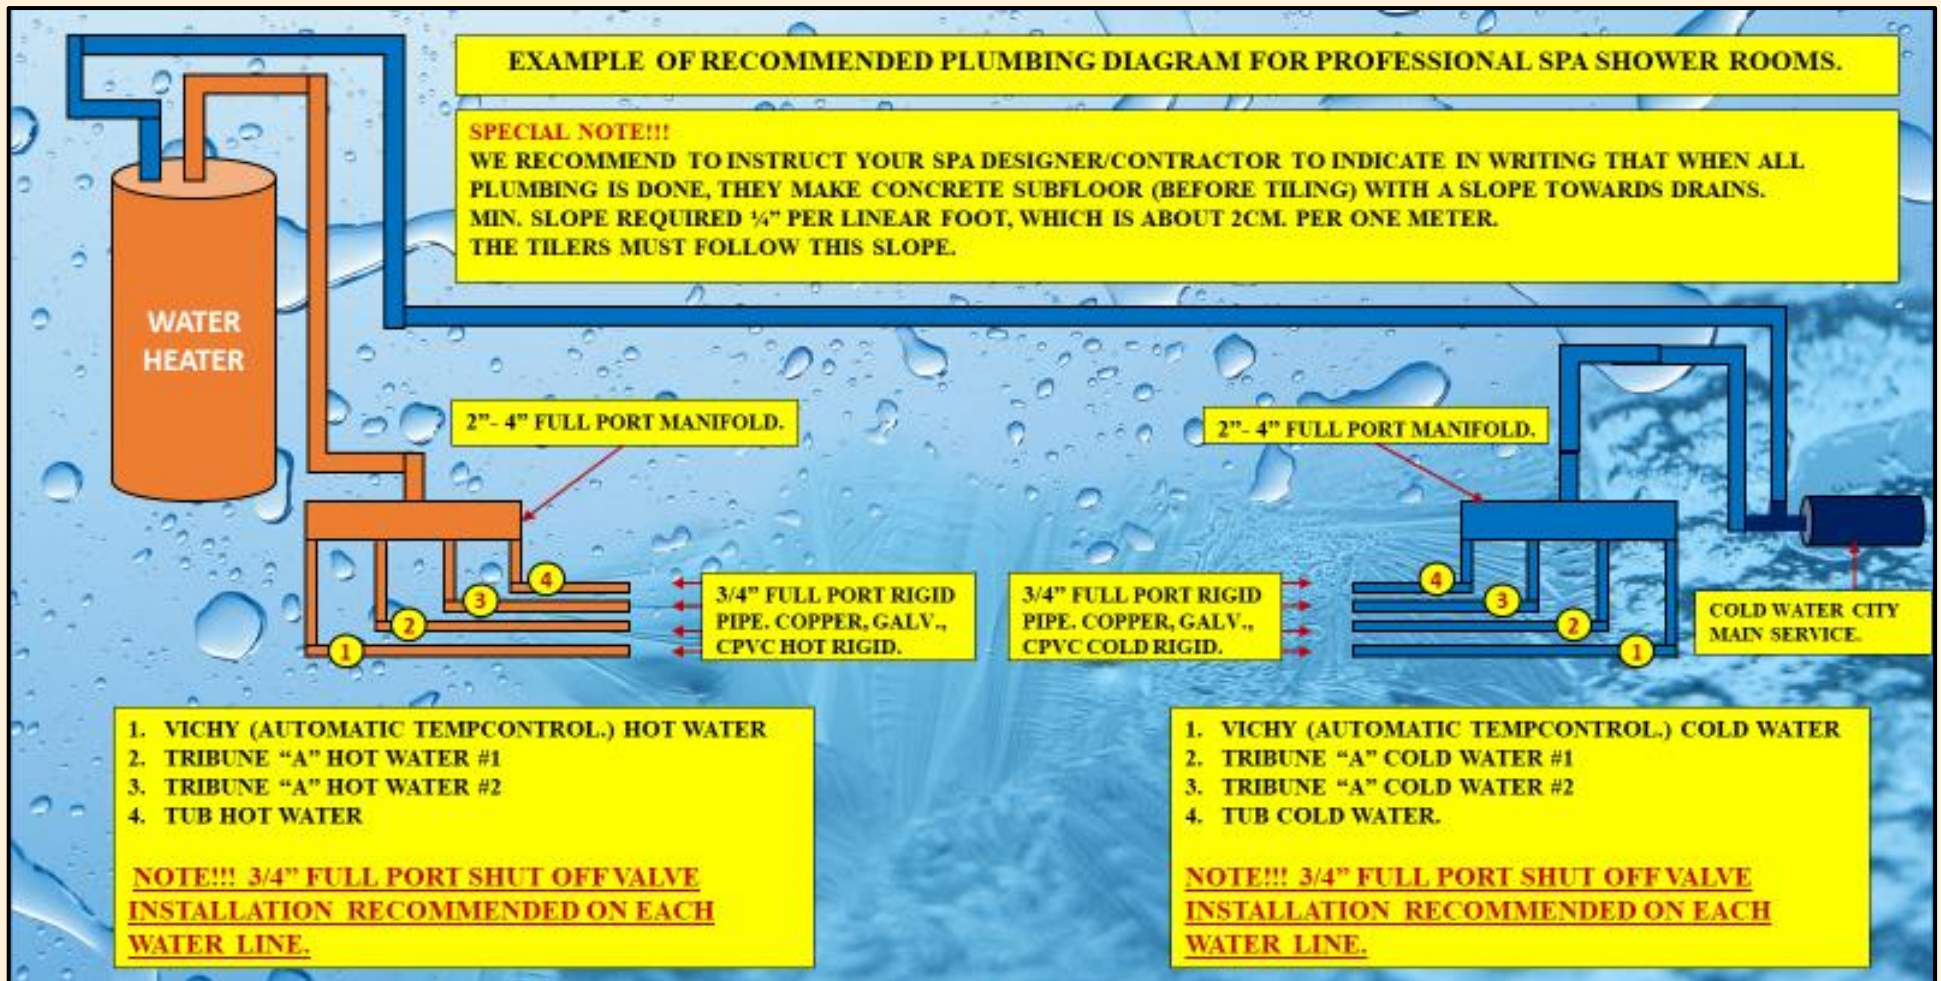 EXAMPLE OF RECOMMENDED PLUMBING DIAGRAM FOR PROFESSIONAL SPA SHOWER ROOMS.
SPECIAL NOTE!!!
WE RECOMMEND TO INSTRUCT YOUR SPA DESIGNER/CONTRACTOR TO INDICATE IN WRITING THAT WHEN ALL
PLUMBING IS DONE, THEY MAKE CONCRETE SUBFLOOR (BEFORE TILING) WITH A SLOPE TOWARDS DRAINS.
MIN. SLOPE REQUIRED ¼” PER LINEAR FOOT, WHICH IS ABOUT 2CM. PER ONE METER.
THE TILERS MUST FOLLOW THIS SLOPE.
WATER
HEATER
2”- 4” FULL PORT MANIFOLD.
2”- 4” FULL PORT MANIFOLD.
4
3
2
1
3/4” FULL PORT RIGID
PIPE. COPPER, GALV.,
CPVC HOT RIGID.
3/4” FULL PORT RIGID
PIPE. COPPER, GALV.,
CPVC COLD RIGID.
4
3
2
1
COLD WATER CITY
MAIN SERVICE.
1. VICHY (AUTOMATIC TEMPCONTROL.) HOT WATER
2. TRIBUNE “A” HOT WATER #1
3. TRIBUNE “A” HOT WATER #2
4. TUB HOT WATER
NOTE!!! 3/4” FULL PORT SHUT OFF VALVE
INSTALLATION RECOMMENDED ON EACH
WATER LINE.
1. VICHY (AUTOMATIC TEMPCONTROL.) COLD WATER
2. TRIBUNE “A” COLD WATER #1
3. TRIBUNE “A” COLD WATER #2
4. TUB COLD WATER.
NOTE!!! 3/4” FULL PORT SHUT OFF VALVE
INSTALLATION RECOMMENDED ON EACH
WATER LINE.